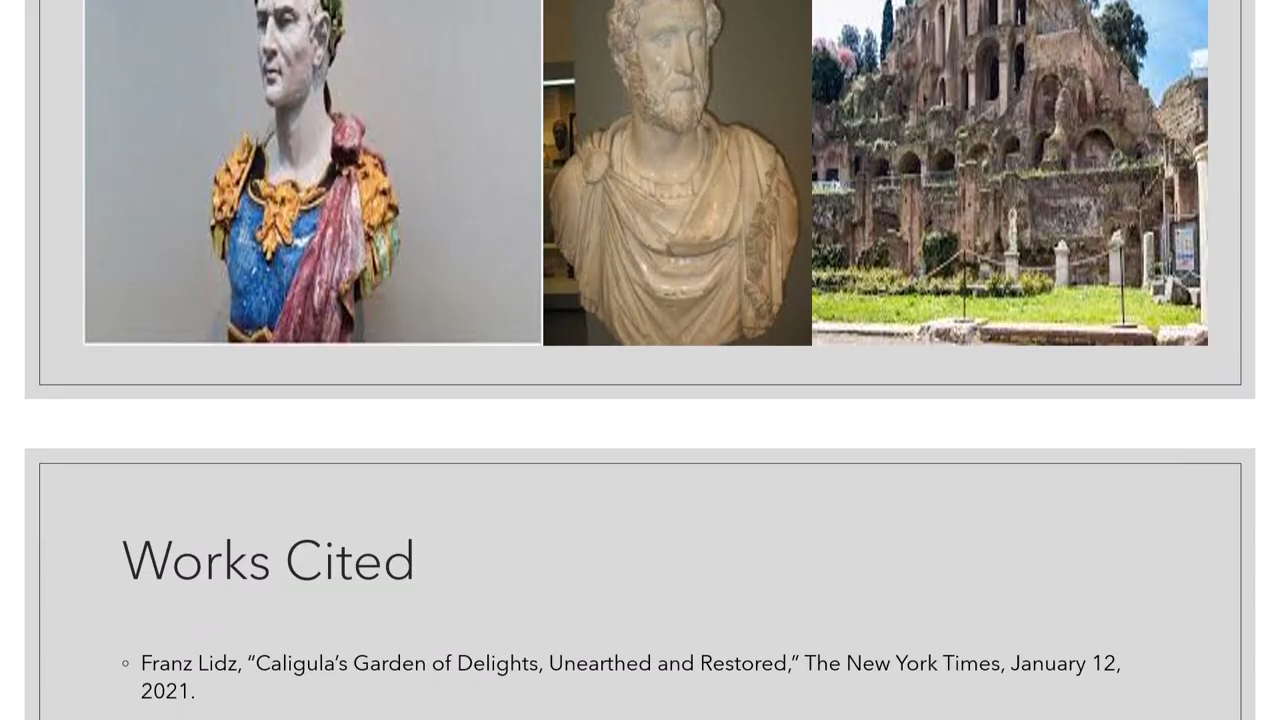 Works Cited
◦ Franz Lidz, “Caligula’s Garden of Delights, Unearthed and Restored,” The New York Times, January 12,
2021.